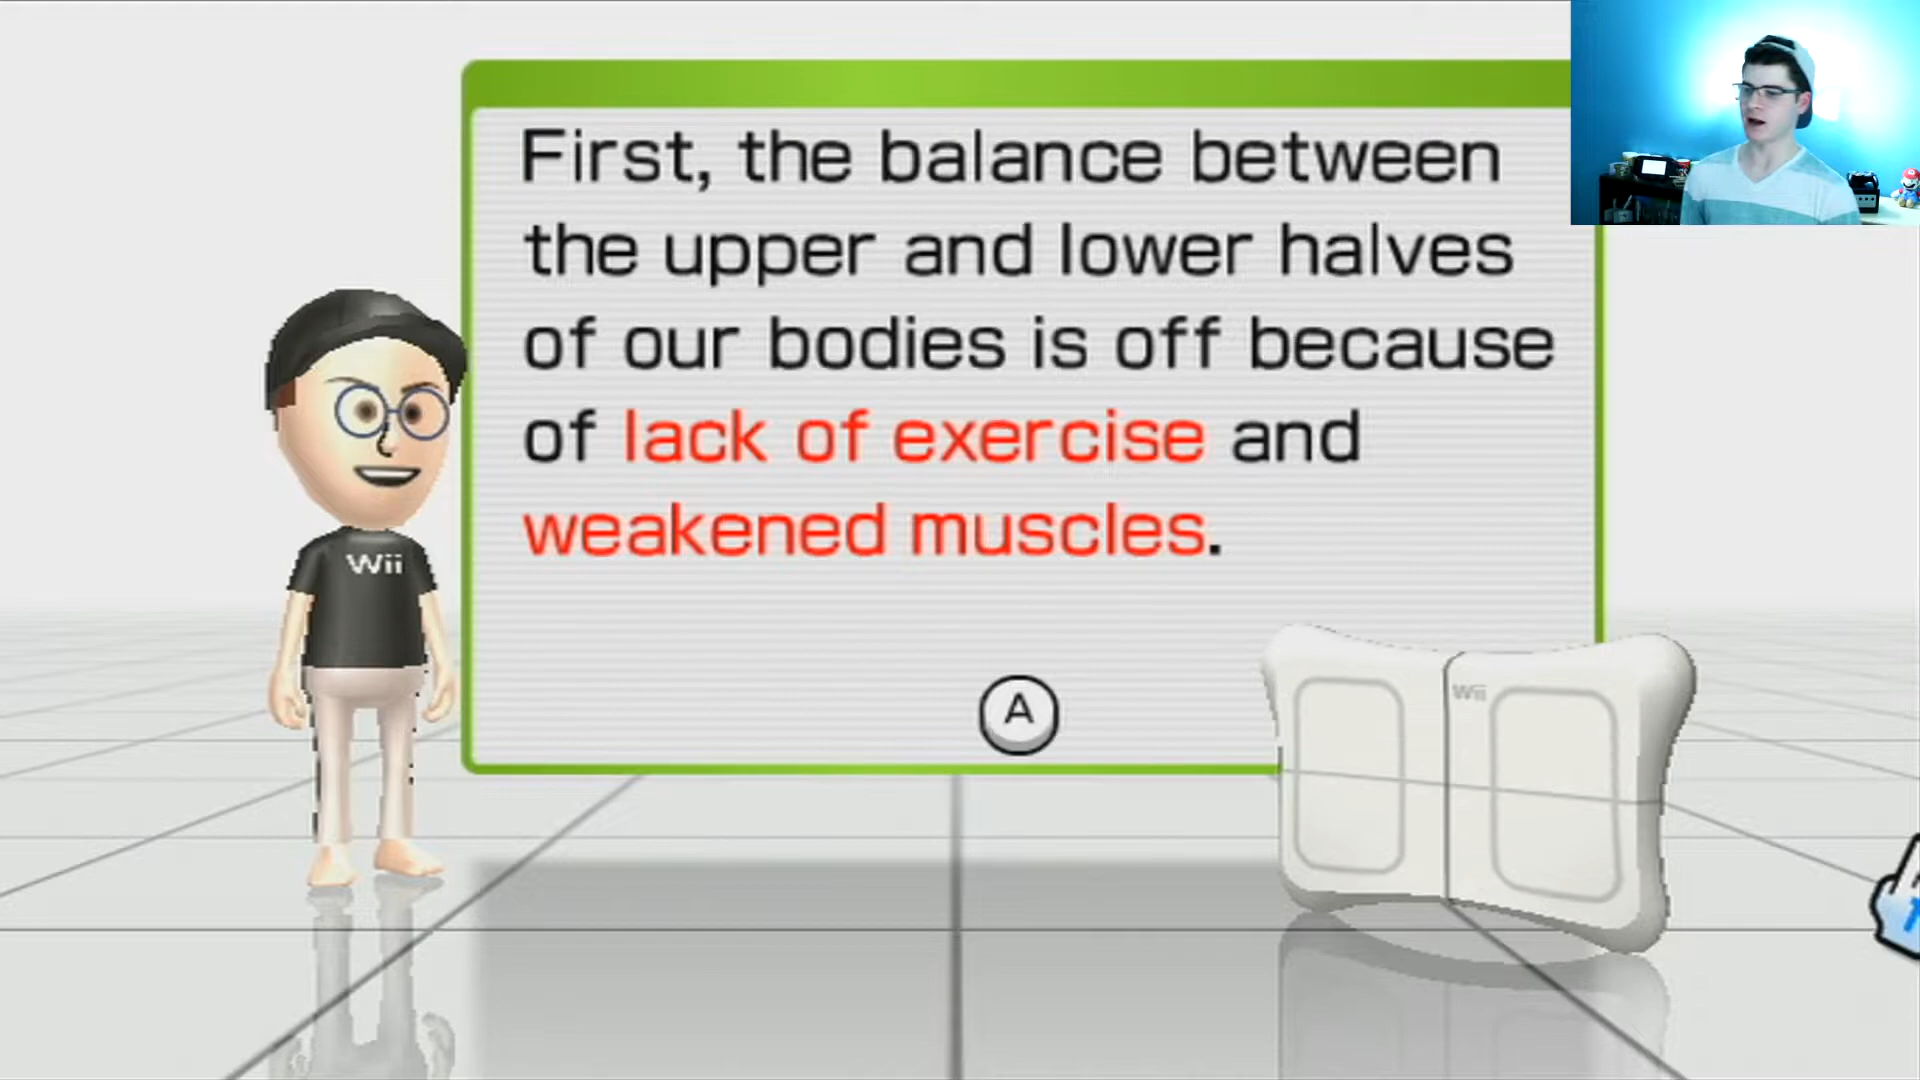 First, the balance between
the upper and lower halves
of our bodies is off because
of lack of exercise and
weakened muscles.
A
Wii
Wii